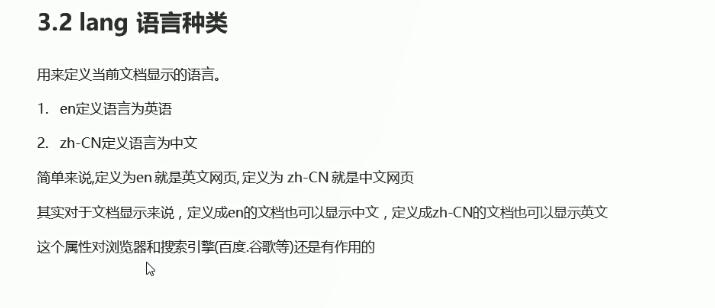 3.2 lang 语言种类
用来定义当前文档显示的语言。
1. en定义语言为英语
2. zh-CN定义语言为中文
简单来说,定义为en 就是英文网页, 定义为 zh-CN 就是中文网页
其实对于文档显示来说，定义成en的文档也可以显示中文，定义成zh-CN的文档也可以显示英文
这个属性对浏览器和搜索引擎(百度.谷歌等)还是有作用的